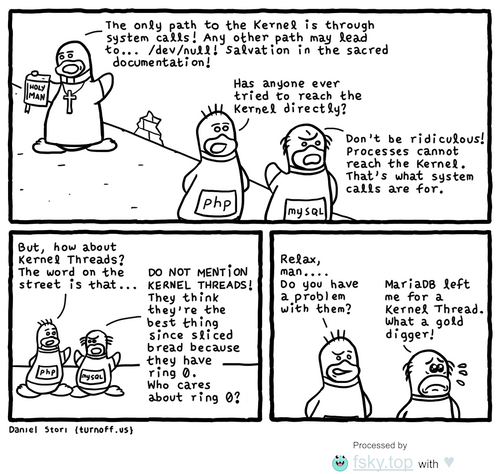 The only path to the Kernel is through
system calls! Any other path may lead
to... /dev/null! Salvation in the sacred
documentation!
HOLY
MAN
Has anyone ever
tried to reach the
Kernel directly?
Don't be ridiculous!
Processes cannot
reach the Kernel.
That's what system
calls are for.
php
mySQL
But, how about
Kernel Threads?
The word on the
street is that...
DO NOT MENTION
KERNEL THREADS!
They think
they're the
best thing
since sliced
bread because
they have
ring 0.
Who cares
about ring 0?
php
mySQL
Relax,
man....
Do you have
a problem
with them?
MariaDB left
me for a
Kernel Thread.
What a gold
digger!
Daniel Stori {turnoff.us}
Processed by
fsky.top with ♥